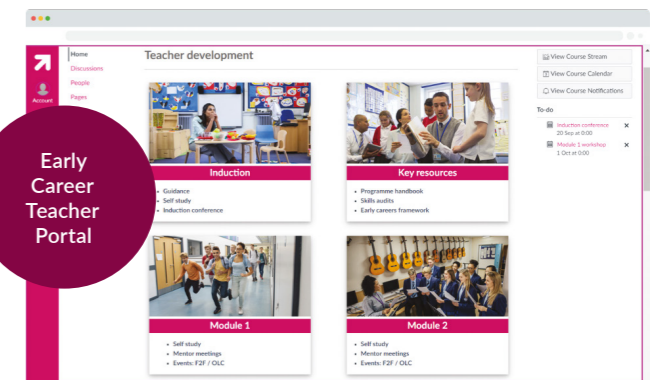 Home
Discussions
People
Pages
Account
Early
Career
Teacher
Portal
Teacher development
Induction
• Guidance
• Self study
• Induction conference
Key resources
• Programme handbook
• Skills audits
• Early careers framework
Module 1
• Self study
• Mentor meetings
• Events: F2F / OLC
Module 2
• Self study
• Mentor meetings
• Events: F2F / OLC
View Course Stream
View Course Calendar
View Course Notifications
To-do
Induction conference
20 Sep at 0:00
Module 1 workshop
1 Oct at 0:00